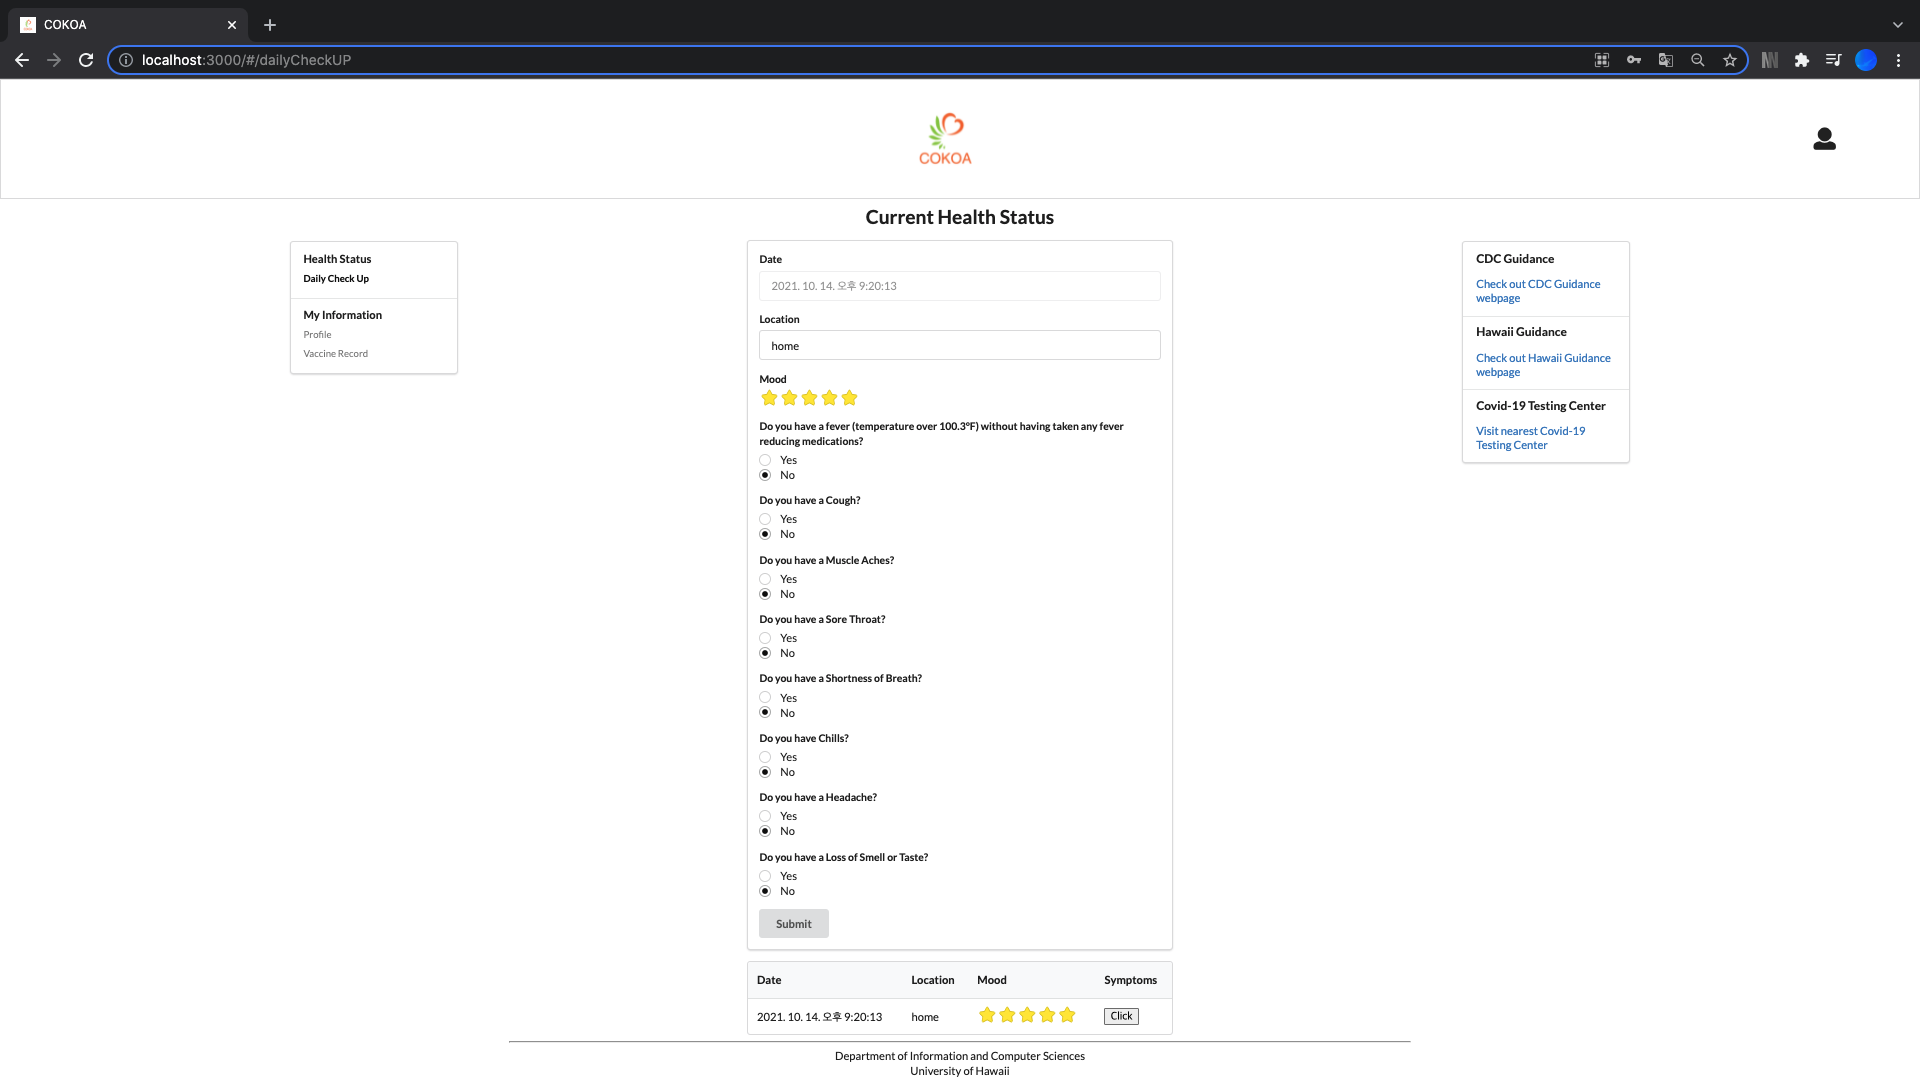 COKOA
localhost:3000/#/dailyCheckUP
COKOA
Current Health Status
Health Status
Daily Check Up
My Information
Profile
Vaccine Record
Date
2021. 10. 14. 오후 9:20:13
Location
home
Mood
Do you have a fever (temperature over 100.3°F) without having taken any fever
reducing medications?
Yes
No
Do you have a Cough?
Yes
No
Do you have a Muscle Aches?
Yes
No
Do you have a Sore Throat?
Yes
No
Do you have a Shortness of Breath?
Yes
No
Do you have Chills?
Yes
No
Do you have a Headache?
Yes
No
Do you have a Loss of Smell or Taste?
Yes
No
Submit
CDC Guidance
Check out CDC Guidance
webpage
Hawaii Guidance
Check out Hawaii Guidance
webpage
Covid-19 Testing Center
Visit nearest Covid-19
Testing Center
Date Location Mood Symptoms
2021. 10. 14. 오후 9:20:13 home Click
Department of Information and Computer Sciences
University of Hawaii